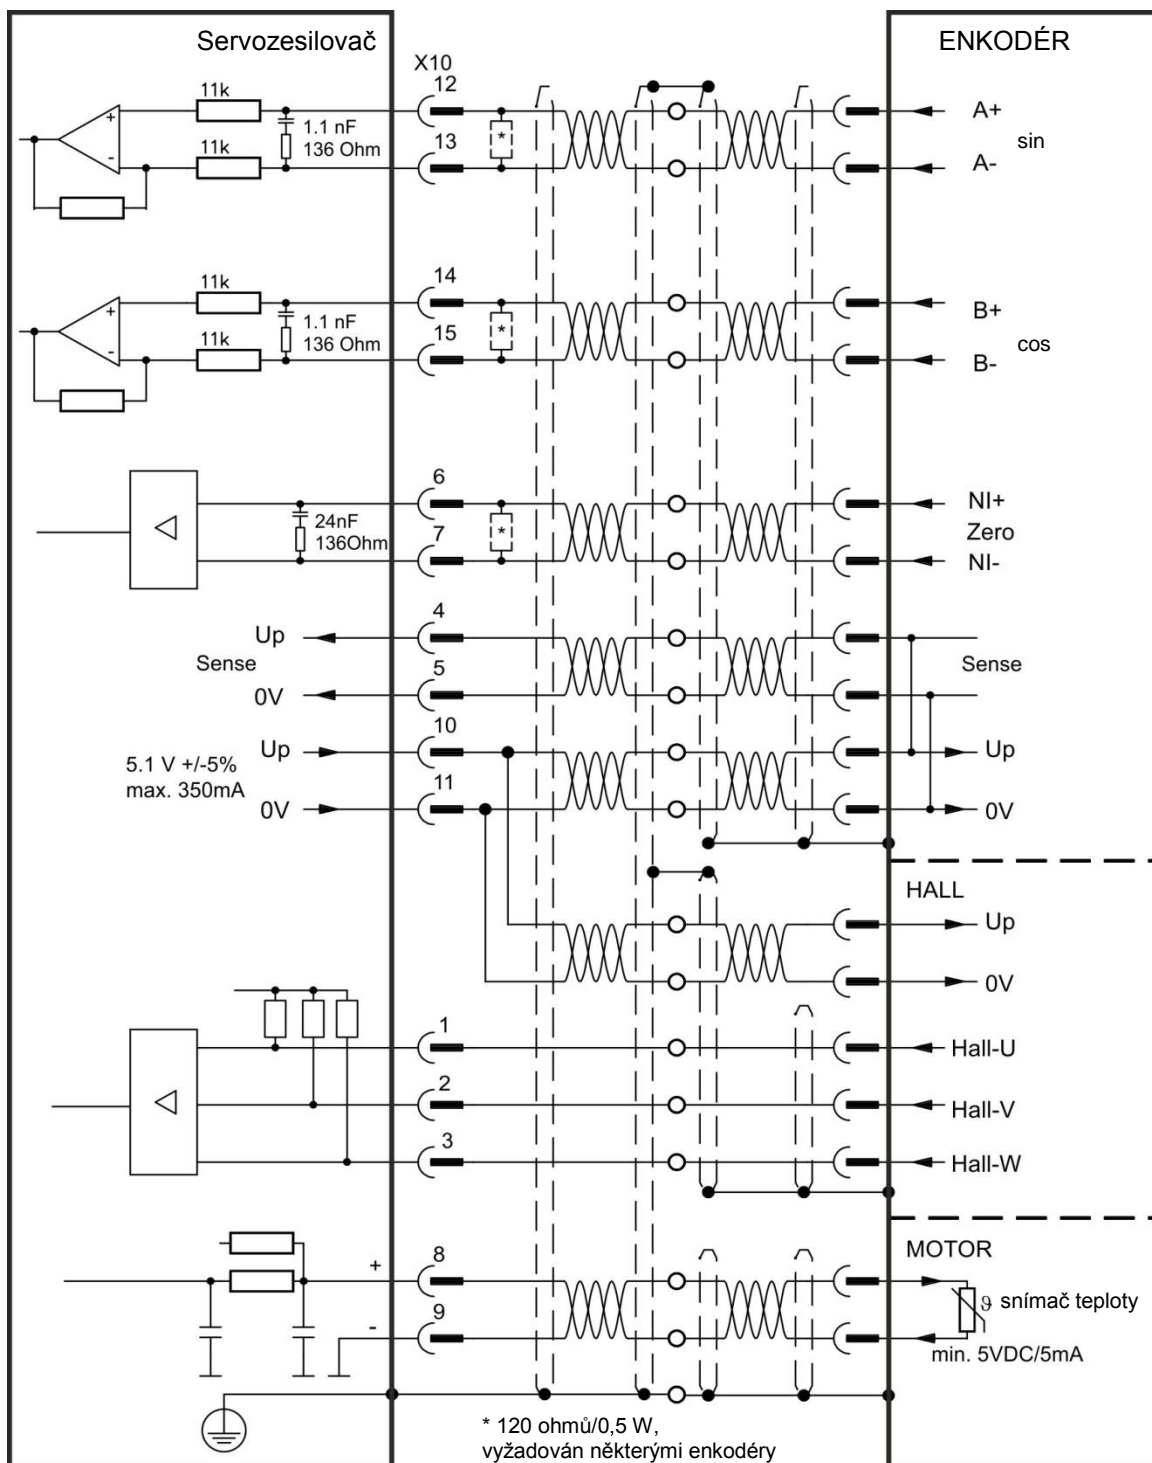 Servozesilovač
ENKODÉR
X10
12
11k
+
1.1 nF
136 Ohm
-
11k
13
*
A+
sin
A-
14
11k
+
1.1 nF
136 Ohm
-
11k
15
*
B+
cos
B-
6
24nF
136Ohm
7
*
NI+
Zero
NI-
4
Up
Sense
5
0V
Sense
10
Up
5.1 V +/-5%
max. 350mA
11
0V
Up
0V
HALL
Up
0V
1
Hall-U
2
Hall-V
3
Hall-W
MOTOR
8
+
9
-
ϑ snímač teploty
min. 5VDC/5mA
* 120 ohmů/0,5 W,
vyžadován některými enkodéry